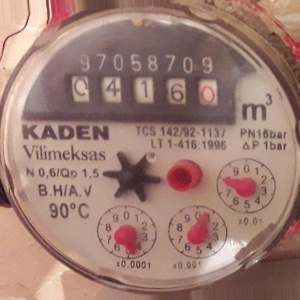 97058709
04160
m³
KADEN
TCS 142/92-1137
PN16bar
Vilimeksas
LT 1-416:1996
ΔP 1bar
N 0,6/Qp 1,5
B.H/A.V
90°C
x0.01
x0.0001
x0.001